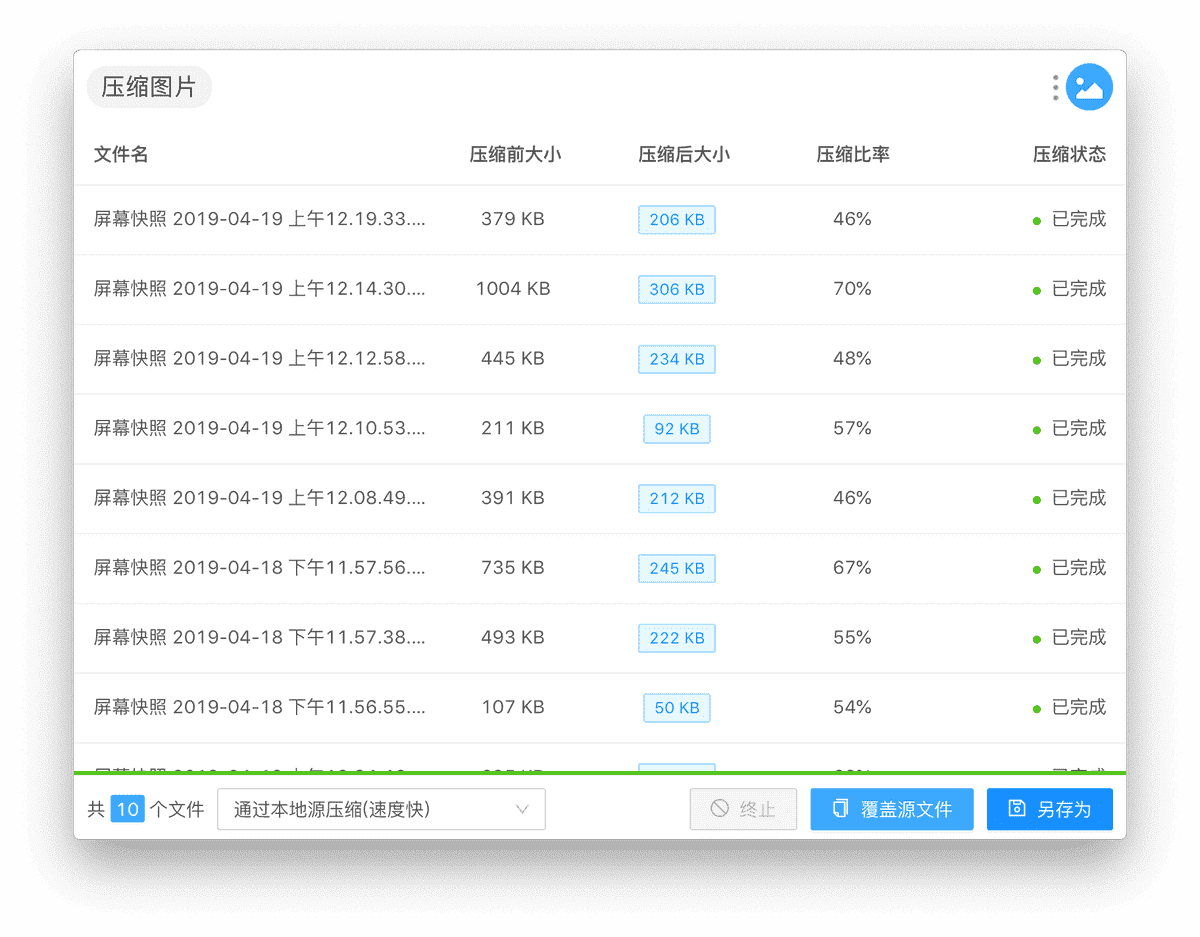 压缩图片
文件名 压缩前大小 压缩后大小 压缩比率 压缩状态
屏幕快照 2019-04-19 上午12.19.33.... 379 KB 206 KB 46% 已完成
屏幕快照 2019-04-19 上午12.14.30.... 1004 KB 306 KB 70% 已完成
屏幕快照 2019-04-19 上午12.12.58.... 445 KB 234 KB 48% 已完成
屏幕快照 2019-04-19 上午12.10.53.... 211 KB 92 KB 57% 已完成
屏幕快照 2019-04-19 上午12.08.49.... 391 KB 212 KB 46% 已完成
屏幕快照 2019-04-18 下午11.57.56.... 735 KB 245 KB 67% 已完成
屏幕快照 2019-04-18 下午11.57.38.... 493 KB 222 KB 55% 已完成
屏幕快照 2019-04-18 下午11.56.55.... 107 KB 50 KB 54% 已完成
共 10 个文件 通过本地源压缩(速度快) 终止 覆盖源文件 另存为